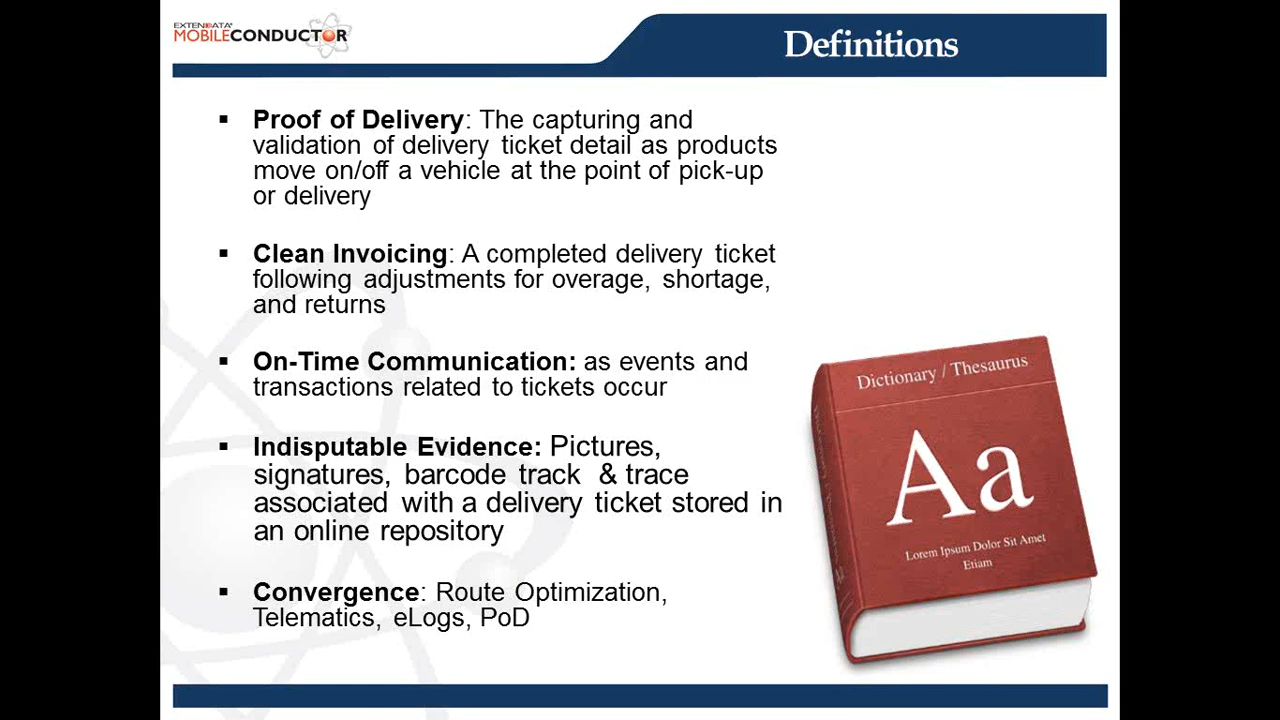 EXTENDATA®
MOBILECONDUCTOR
Definitions
▪ Proof of Delivery: The capturing and
validation of delivery ticket detail as products
move on/off a vehicle at the point of pick-up
or delivery
▪ Clean Invoicing: A completed delivery ticket
following adjustments for overage, shortage,
and returns
▪ On-Time Communication: as events and
transactions related to tickets occur
▪ Indisputable Evidence: Pictures,
signatures, barcode track & trace
associated with a delivery ticket stored in
an online repository
▪ Convergence: Route Optimization,
Telematics, eLogs, PoD
Dictionary / Thesaurus
Aa
Lorem Ipsum Dolor Sit Amet
Etiam